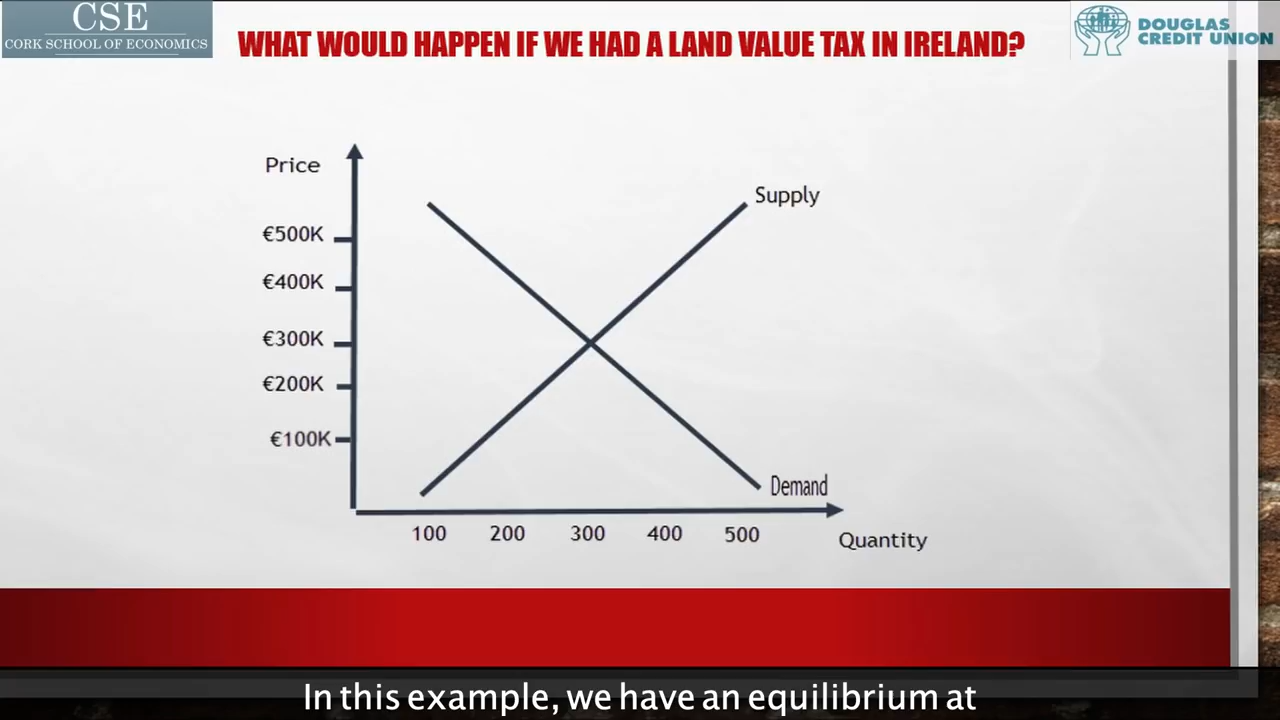 CSE
CORK SCHOOL OF ECONOMICS
WHAT WOULD HAPPEN IF WE HAD A LAND VALUE TAX IN IRELAND?
DOUGLAS
CREDIT UNION
Price
€500K
€400K
€300K
€200K
€100K
Supply
Demand
100 200 300 400 500
Quantity
In this example, we have an equilibrium at